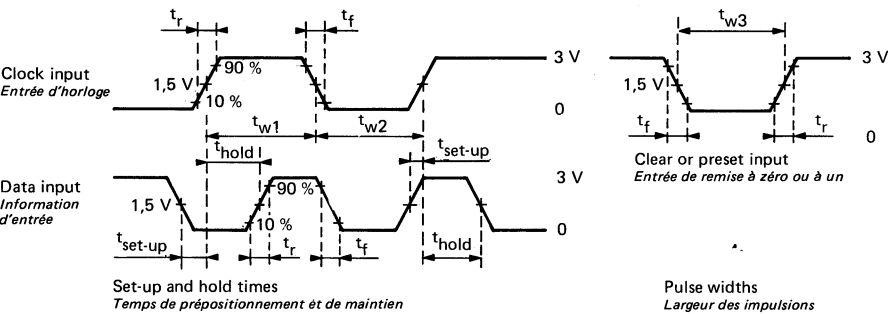 tr
tf
tw3
Clock input
Entrée d'horloge
90 %
1,5 V
10 %
3 V
0
1,5 V
3 V
0
tw1
tw2
tf
tr
thold
tset-up
Clear or preset input
Entrée de remise à zéro ou à un
Data input
Information
d'entrée
90 %
1,5 V
10 %
3 V
0
tset-up
tr
tf
thold
Set-up and hold times
Temps de prépositionnement et de maintien
Pulse widths
Largeur des impulsions